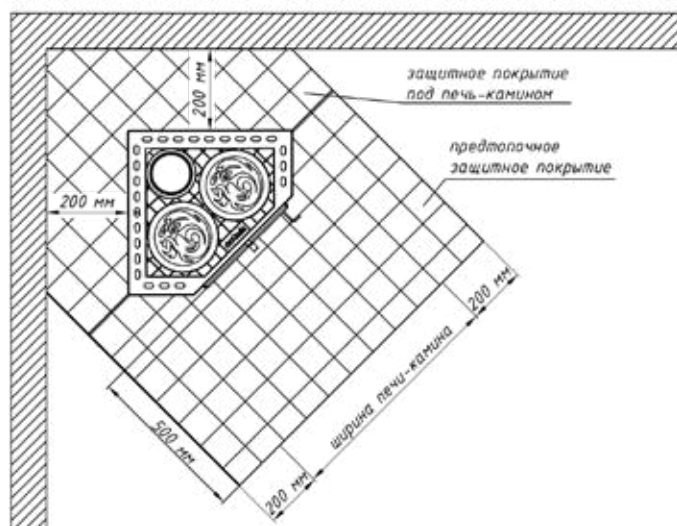 200 мм
защитное покрытие
под печь-камином
предтопочное
защитное покрытие
200 мм
200 мм
ширина печи-камина
500 мм
200 мм